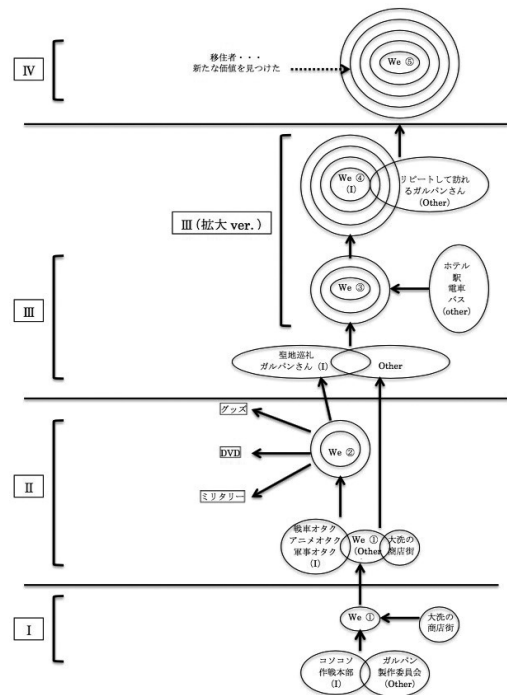 IV
移住者・・・
新たな価値を見つけた
We ⑤
We ④
(I)
リピートして訪れ
るガルパンさん
(Other)
III (拡大 ver.)
We ③
ホテル
駅
電車
バス
(other)
III
聖地巡礼
ガルパンさん (I)
Other
グッズ
DVD
ミリタリー
We ②
II
戦車オタク
アニメオタク
軍事オタク
(I)
We ①
(Other
大洗の
商店街
I
We ①
大洗の
商店街
コソコソ
作戦本部
(I)
ガルパン
製作委員会
(Other)